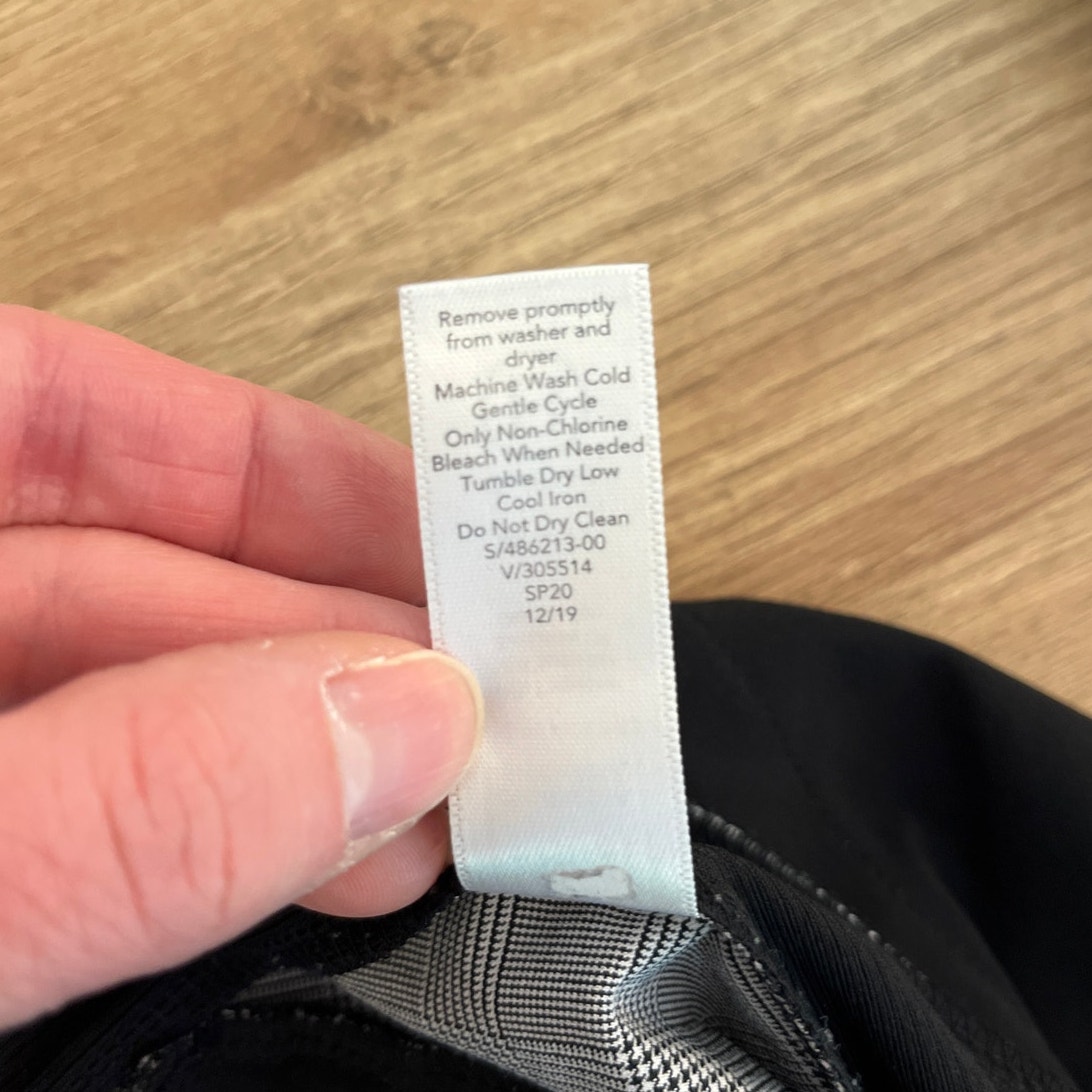 Remove promptly
from washer and
dryer
Machine Wash Cold
Gentle Cycle
Only Non-Chlorine
Bleach When Needed
Tumble Dry Low
Cool Iron
Do Not Dry Clean
S/486213-00
V/305514
SP20
12/19